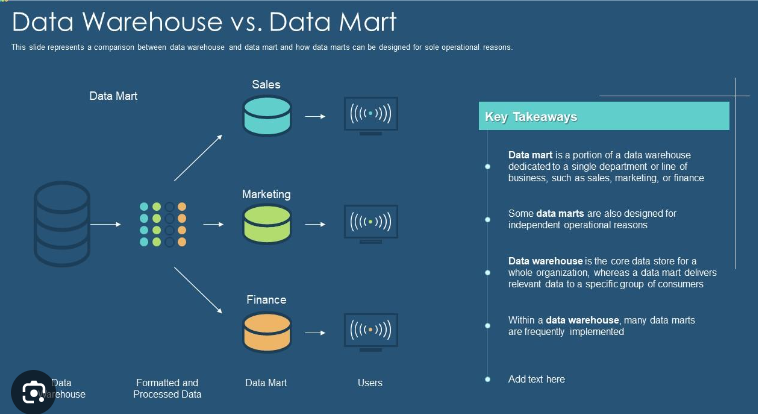 Data Warehouse vs. Data Mart
This slide represents a comparison between data warehouse and data mart and how data marts can be designed for sole operational reasons.
Data Mart
Sales
Marketing
Finance
Data
Formatted and
Processed Data
Data Mart
Users
Key Takeaways
Data mart is a portion of a data warehouse
dedicated to a single department or line of
business, such as sales, marketing, or finance
Some data marts are also designed for
independent operational reasons
Data warehouse is the core data store for a
whole organization, whereas a data mart delivers
relevant data to a specific group of consumers
Within a data warehouse, many data marts
are frequently implemented
Add text here